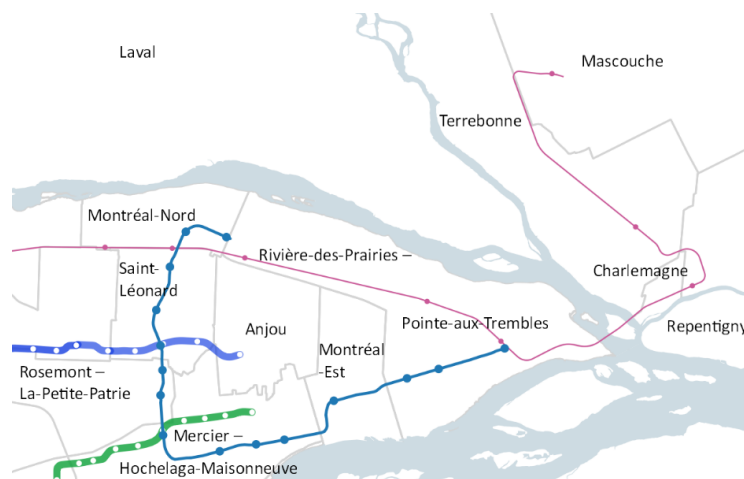 Laval
Mascouche
Terrebonne
Montréal-Nord
Rivière-des-Prairies –
Saint-
Léonard
Charlemagne
Pointe-aux-Trembles
Repentigny
Anjou
Montréal
-Est
Rosemont –
La-Petite-Patrie
Mercier –
Hochelaga-Maisonneuve